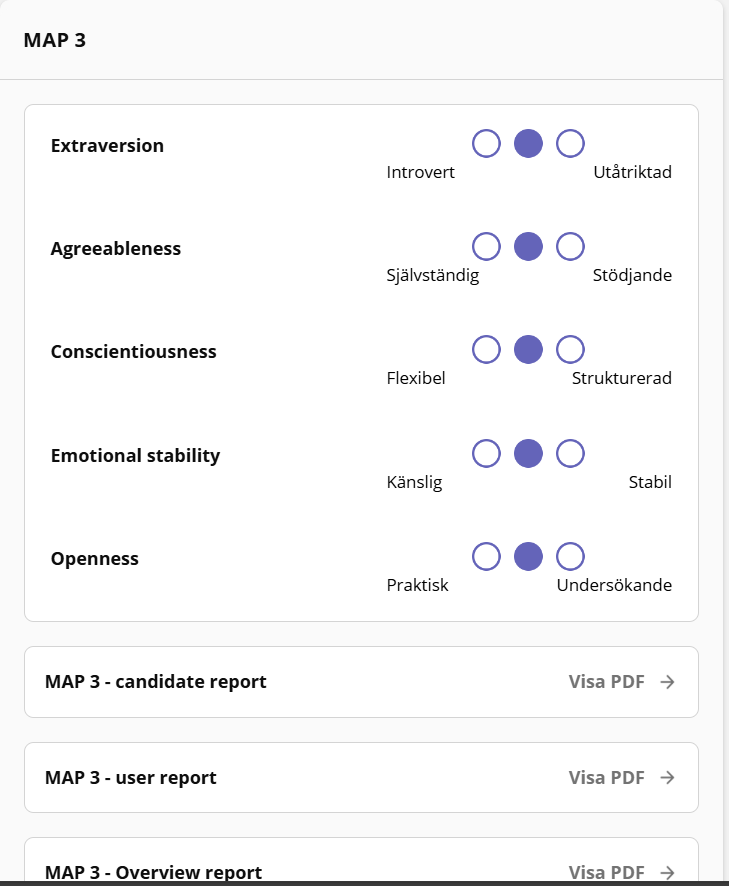 MAP 3
Extraversion
Introvert Utåtriktad
Agreeableness
Självständig Stödjande
Conscientiousness
Flexibel Strukturerad
Emotional stability
Känslig Stabil
Openness
Praktisk Undersökande
MAP 3 - candidate report Visa PDF →
MAP 3 - user report Visa PDF →
MAP 3 - Overview report Visa PDF →